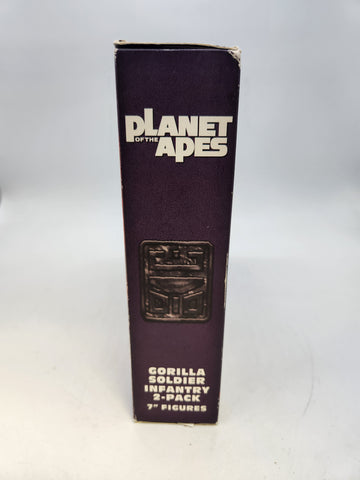 PLANET
OF THE
APES
GORILLA
SOLDIER
INFANTRY
2-PACK
7" FIGURES